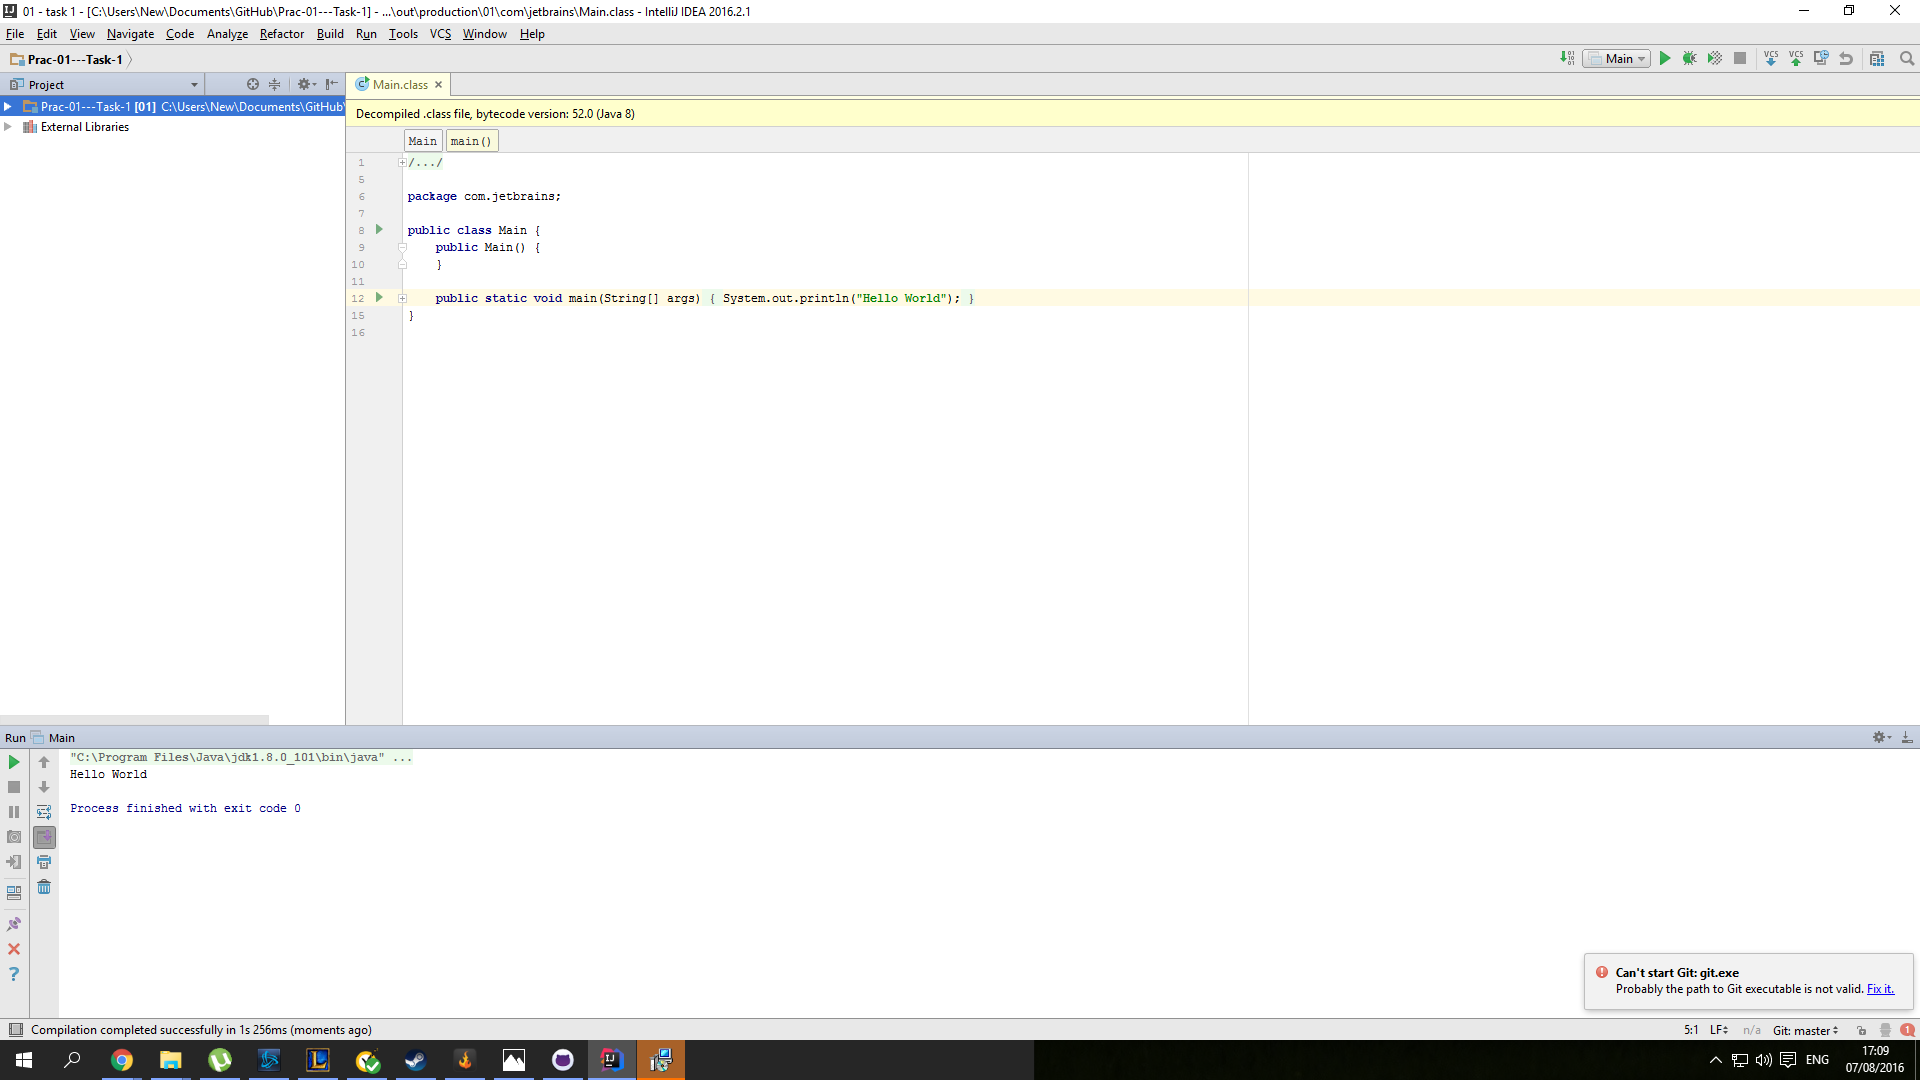 01 - task 1 - [C:\Users\New\Documents\GitHub\Prac-01---Task-1] - ...\out\production\01\com\jetbrains\Main.class - IntelliJ IDEA 2016.2.1
File Edit View Navigate Code Analyze Refactor Build Run Tools VCS Window Help
Prac-01---Task-1
Main
VCS VCS
Project
Main.class
Prac-01---Task-1 [01] C:\Users\New\Documents\GitHub\
External Libraries
Decompiled .class file, bytecode version: 52.0 (Java 8)
Main main()
1 /.../
5
6 package com.jetbrains;
7
8 public class Main {
9 public Main() {
10 }
11
12 public static void main(String[] args) { System.out.println("Hello World"); }
15 }
16
Run Main
"C:\Program Files\Java\jdk1.8.0_101\bin\java" ...
Hello World
Process finished with exit code 0
Can't start Git: git.exe
Probably the path to Git executable is not valid. Fix it.
Compilation completed successfully in 1s 256ms (moments ago)
5:1 LF n/a Git: master 1
ENG
17:09
07/08/2016